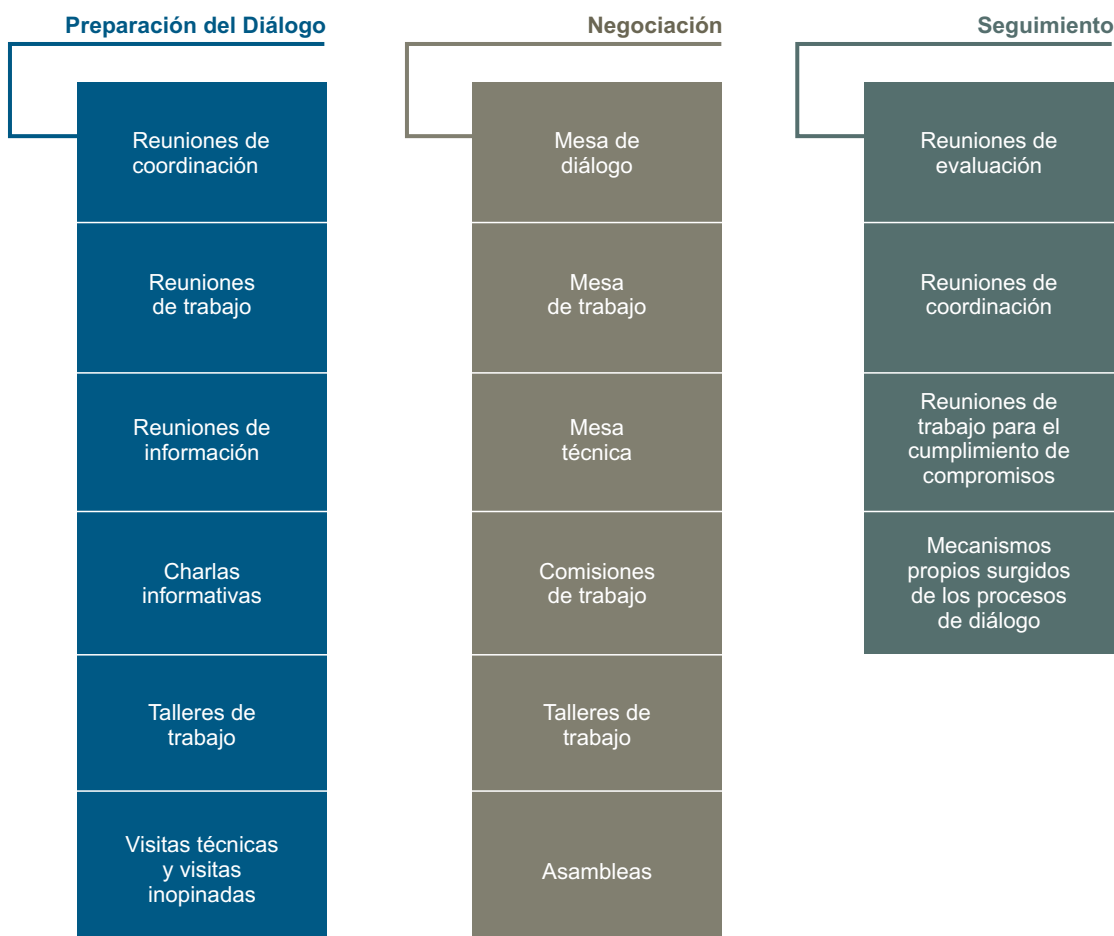 Preparación del Diálogo
Reuniones de
coordinación
Reuniones
de trabajo
Reuniones de
información
Charlas
informativas
Talleres de
trabajo
Visitas técnicas
y visitas
inopinadas
Negociación
Mesa de
diálogo
Mesa
de trabajo
Mesa
técnica
Comisiones
de trabajo
Talleres de
trabajo
Asambleas
Seguimiento
Reuniones de
evaluación
Reuniones de
coordinación
Reuniones de
trabajo para el
cumplimiento de
compromisos
Mecanismos
propios surgidos
de los procesos
de diálogo